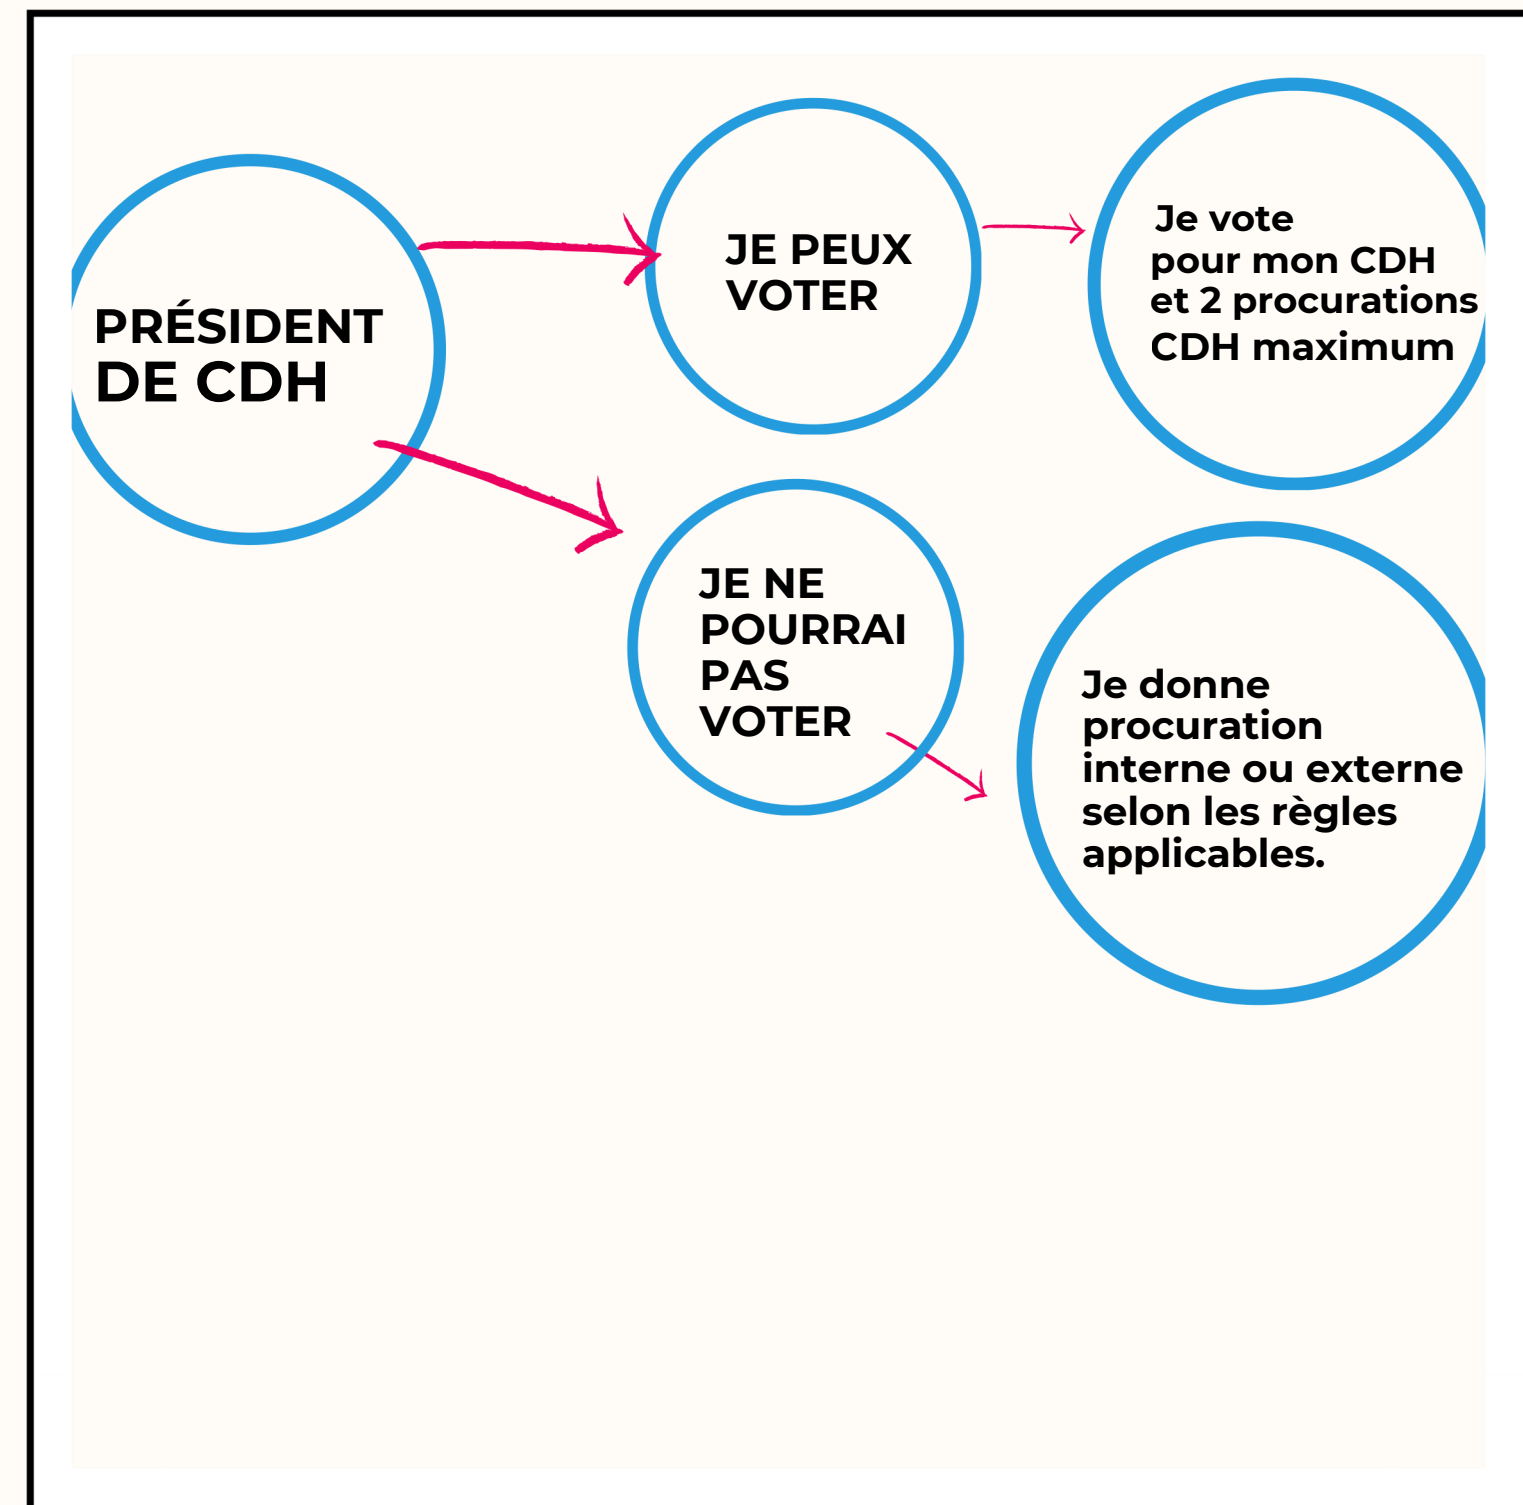 PRÉSIDENT
DE CDH
JE PEUX
VOTER
Je vote
pour mon CDH
et 2 procurations
CDH maximum
JE NE
POURRAI
PAS
VOTER
Je donne
procuration
interne ou externe
selon les règles
applicables.